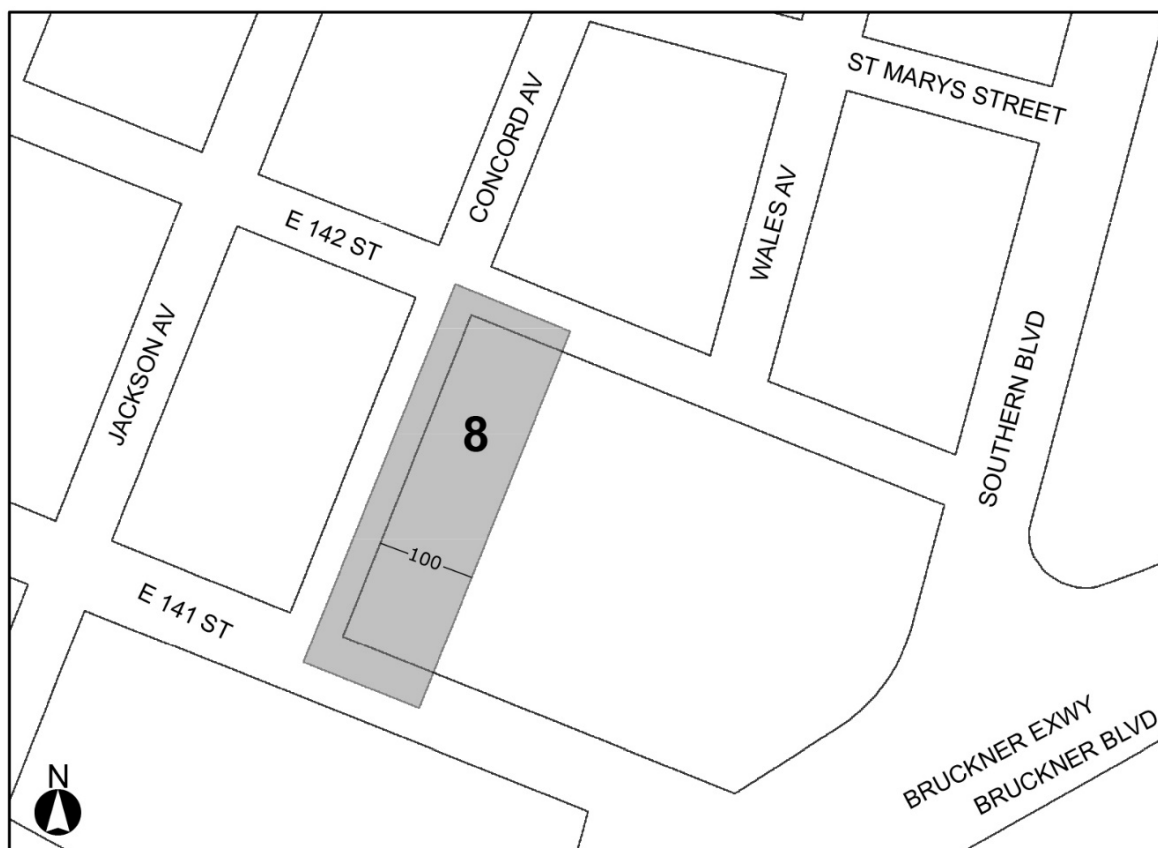 ST MARYS STREET
CONCORD AV
WALES AV
E 142 ST
JACKSON AV
SOUTHERN BLVD
8
100
E 141 ST
BRUCKNER EXWY
BRUCKNER BLVD
N